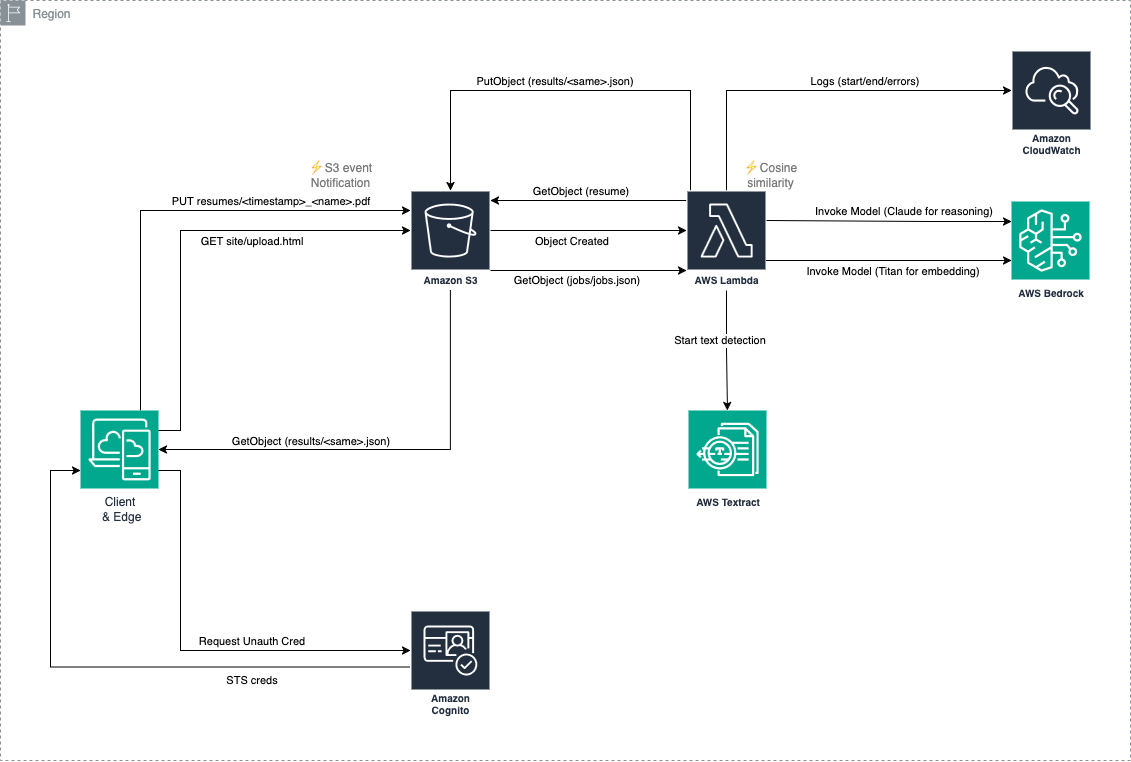 Region
PutObject (results/<same>.json)
Logs (start/end/errors)
Amazon
CloudWatch
⚡S3 event
Notification
⚡Cosine
similarity
PUT resumes/<timestamp>_<name>.pdf
GetObject (resume)
Invoke Model (Claude for reasoning)
GET site/upload.html
Object Created
Amazon S3
GetObject (jobs/jobs.json)
AWS Lambda
Invoke Model (Titan for embedding)
AWS Bedrock
Start text detection
GetObject (results/<same>.json)
Client
& Edge
T
AWS Textract
Request Unauth Cred
STS creds
Amazon
Cognito